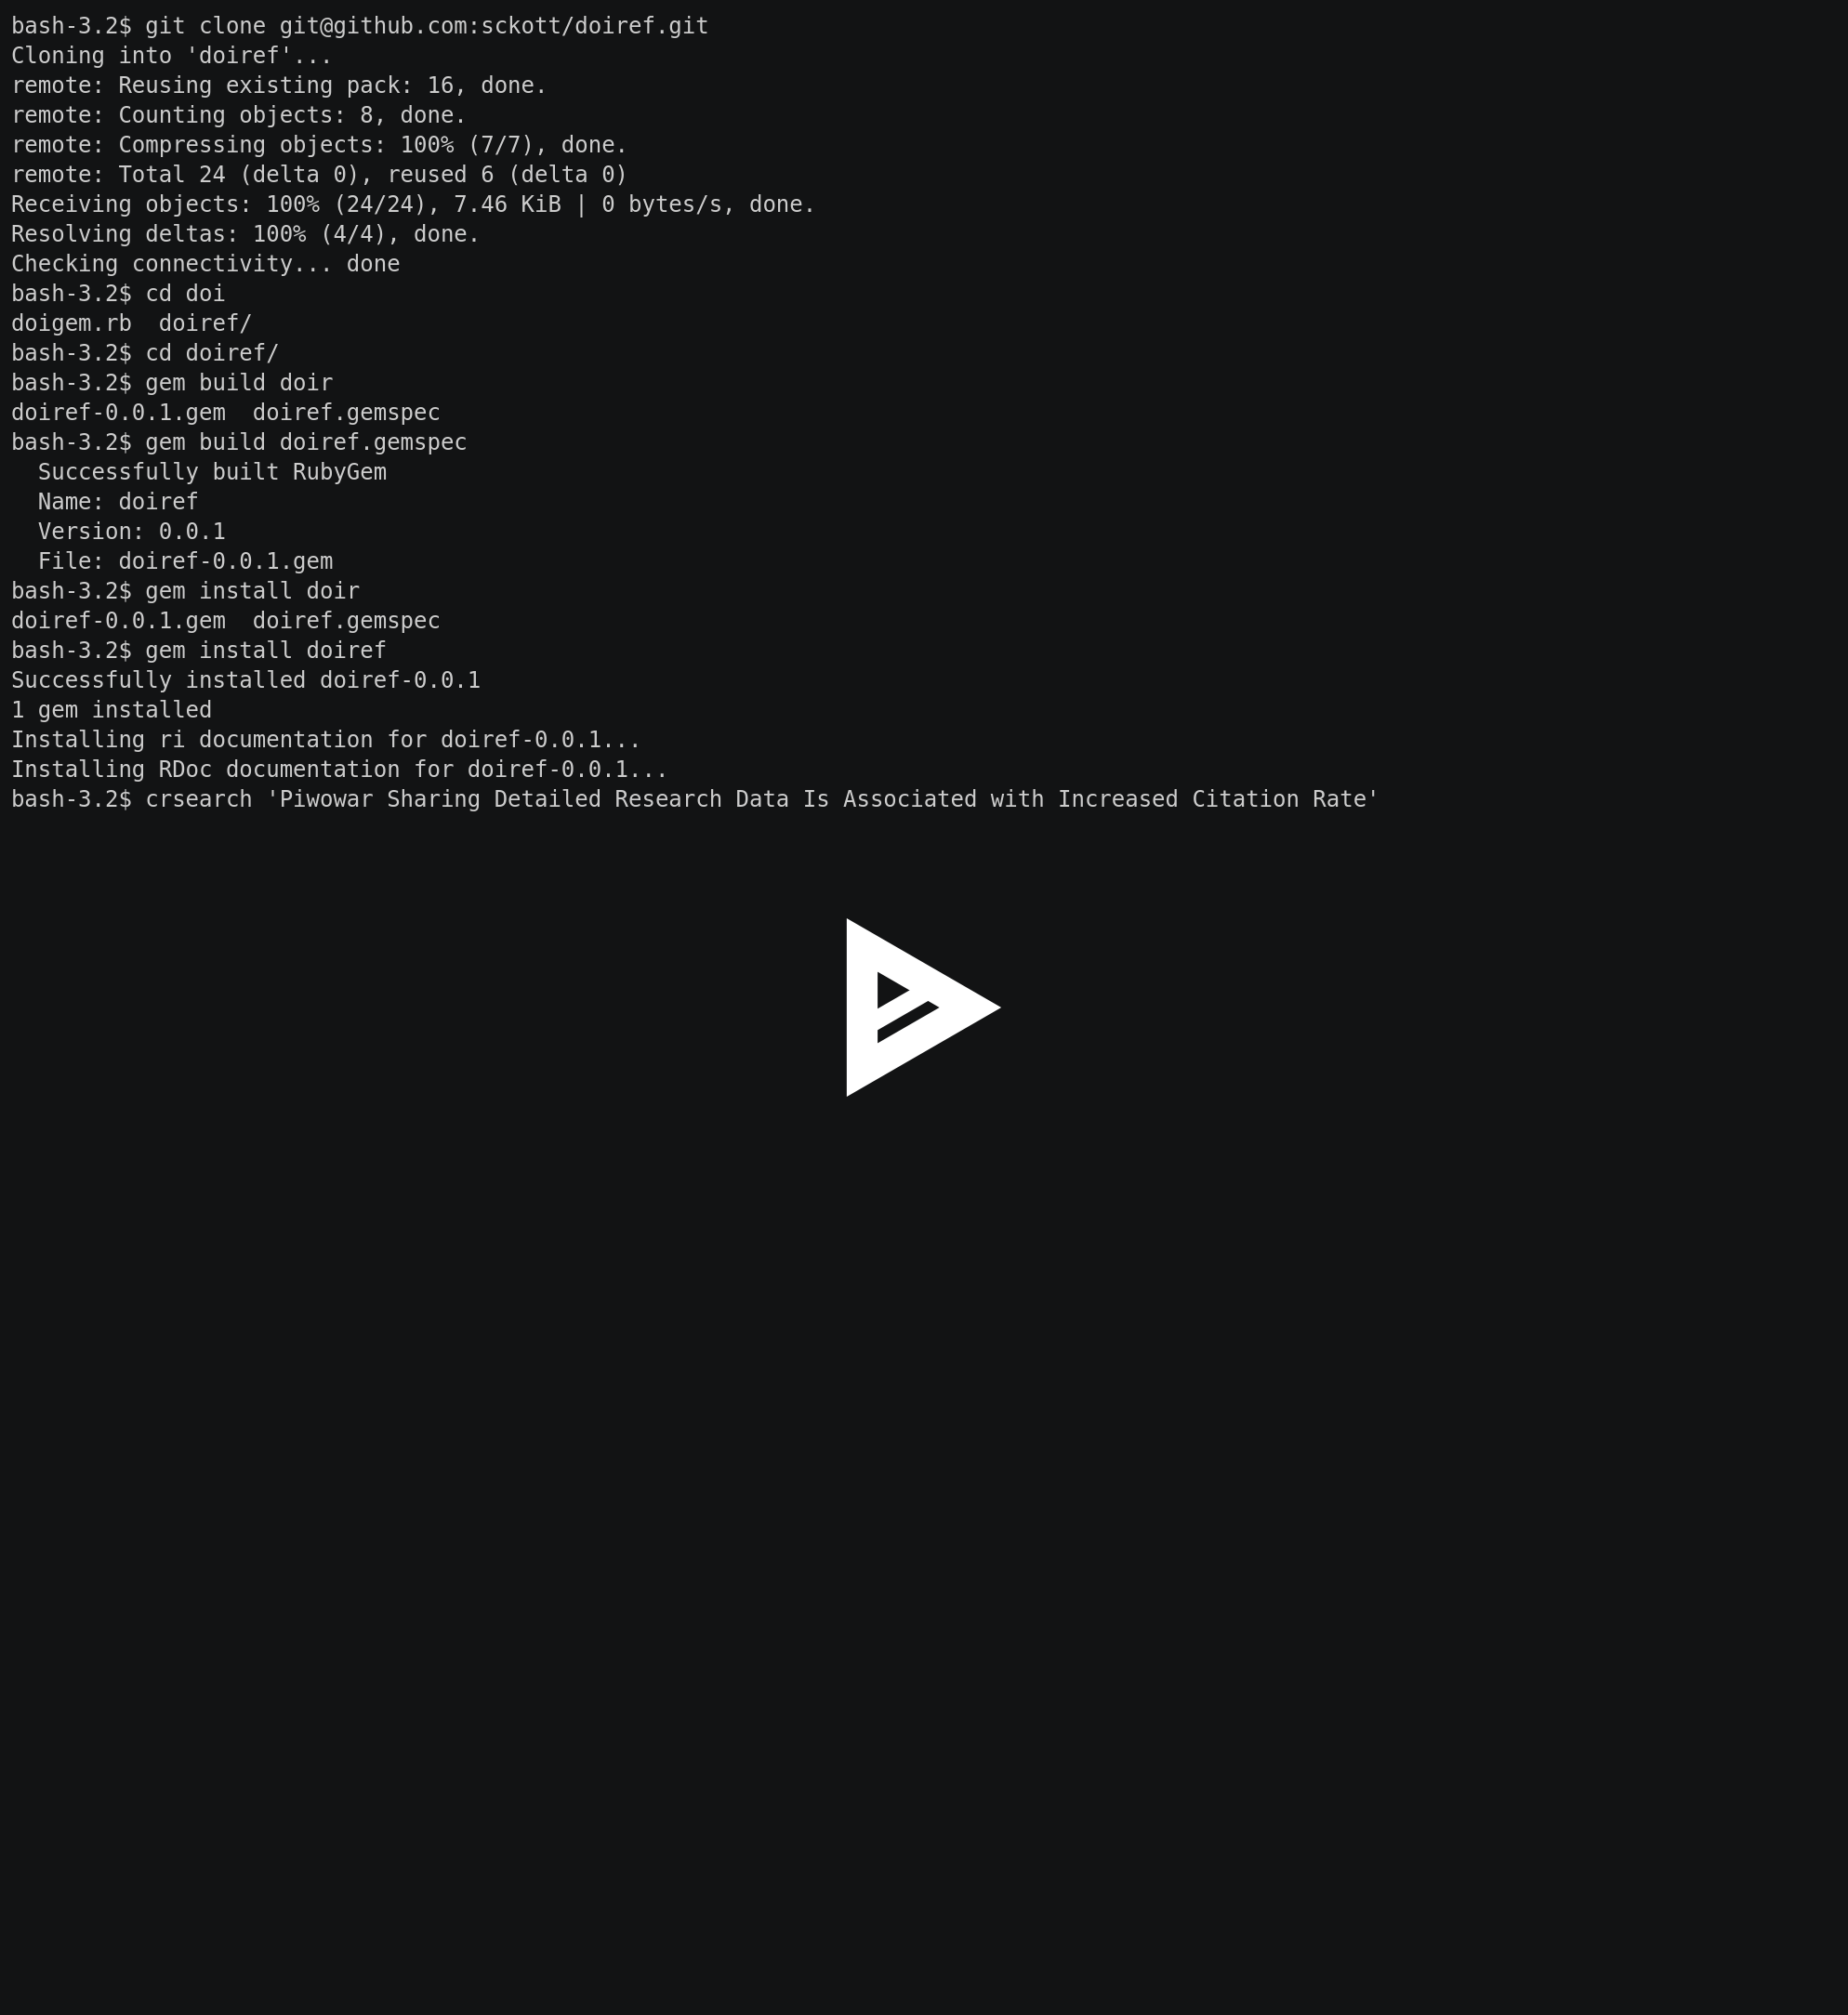 bash-3.2$ git clone git@github.com:sckott/doiref.git
Cloning into 'doiref'...
remote: Reusing existing pack: 16, done.
remote: Counting objects: 8, done.
remote: Compressing objects: 100% (7/7), done.
remote: Total 24 (delta 0), reused 6 (delta 0)
Receiving objects: 100% (24/24), 7.46 KiB | 0 bytes/s, done.
Resolving deltas: 100% (4/4), done.
Checking connectivity... done
bash-3.2$ cd doi
doigem.rb  doiref/
bash-3.2$ cd doiref/
bash-3.2$ gem build doir
doiref-0.0.1.gem  doiref.gemspec
bash-3.2$ gem build doiref.gemspec
  Successfully built RubyGem
  Name: doiref
  Version: 0.0.1
  File: doiref-0.0.1.gem
bash-3.2$ gem install doir
doiref-0.0.1.gem  doiref.gemspec
bash-3.2$ gem install doiref
Successfully installed doiref-0.0.1
1 gem installed
Installing ri documentation for doiref-0.0.1...
Installing RDoc documentation for doiref-0.0.1...
bash-3.2$ crsearch 'Piwowar Sharing Detailed Research Data Is Associated with Increased Citation Rate'